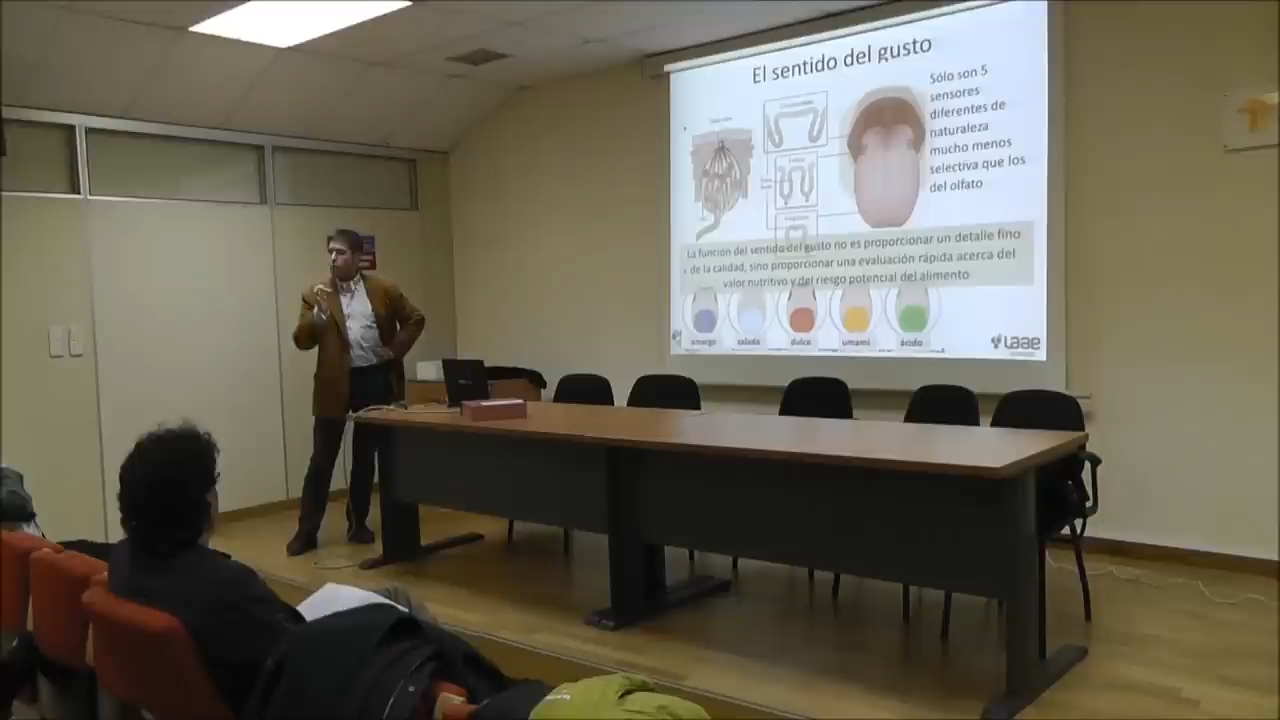 El sentido del gusto
Sólo son 5
sensores
diferentes de
naturaleza
mucho menos
selectiva que los
del olfato
La función del sentido del gusto no es proporcionar un detalle fino
de la calidad, sino proporcionar una evaluación rápida acerca del
valor nutritivo y del riesgo potencial del alimento
amargo salado dulce umami ácido
laae